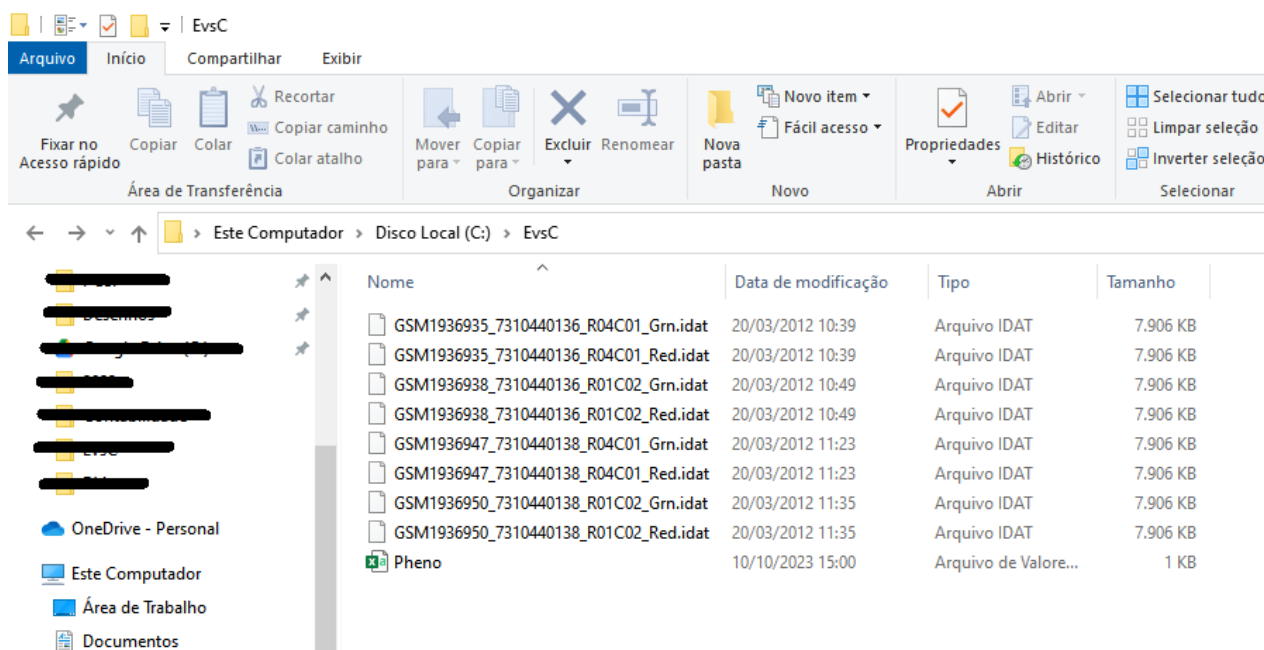 EvsC
Arquivo Início Compartilhar Exibir
Fixar no Acesso rápido
Copiar
Colar
Recortar
Copiar caminho
Colar atalho
Área de Transferência
Mover para
Copiar para
Excluir
Renomear
Organizar
Nova pasta
Novo item
Fácil acesso
Novo
Propriedades
Abrir
Editar
Histórico
Abrir
Selecionar tudo
Limpar seleção
Inverter seleção
Selecionar
Este Computador > Disco Local (C:) > EvsC
Nome Data de modificação Tipo Tamanho
GSM1936935_7310440136_R04C01_Grn.idat 20/03/2012 10:39 Arquivo IDAT 7.906 KB
GSM1936935_7310440136_R04C01_Red.idat 20/03/2012 10:39 Arquivo IDAT 7.906 KB
GSM1936938_7310440136_R01C02_Grn.idat 20/03/2012 10:49 Arquivo IDAT 7.906 KB
GSM1936938_7310440136_R01C02_Red.idat 20/03/2012 10:49 Arquivo IDAT 7.906 KB
GSM1936947_7310440138_R04C01_Grn.idat 20/03/2012 11:23 Arquivo IDAT 7.906 KB
GSM1936947_7310440138_R04C01_Red.idat 20/03/2012 11:23 Arquivo IDAT 7.906 KB
GSM1936950_7310440138_R01C02_Grn.idat 20/03/2012 11:35 Arquivo IDAT 7.906 KB
GSM1936950_7310440138_R01C02_Red.idat 20/03/2012 11:35 Arquivo IDAT 7.906 KB
Pheno 10/10/2023 15:00 Arquivo de Valore... 1 KB
OneDrive - Personal
Este Computador
Área de Trabalho
Documentos